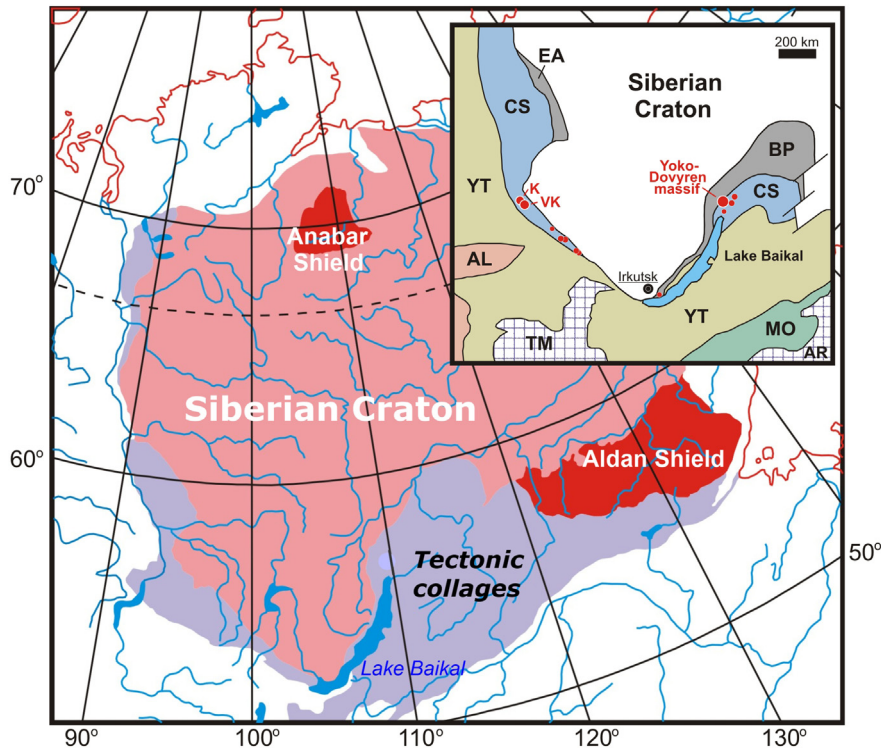 200 km
EA
Siberian
Craton
CS
BP
Yoko-
Dovyren
massif
CS
YT
K
VK
AL
Lake Baikal
Irkutsk
YT
MO
TM
AR
70°
Anabar
Shield
Siberian Craton
60°
Aldan Shield
50°
Tectonic
collages
Lake Baikal
90°
100°
110°
120°
130°